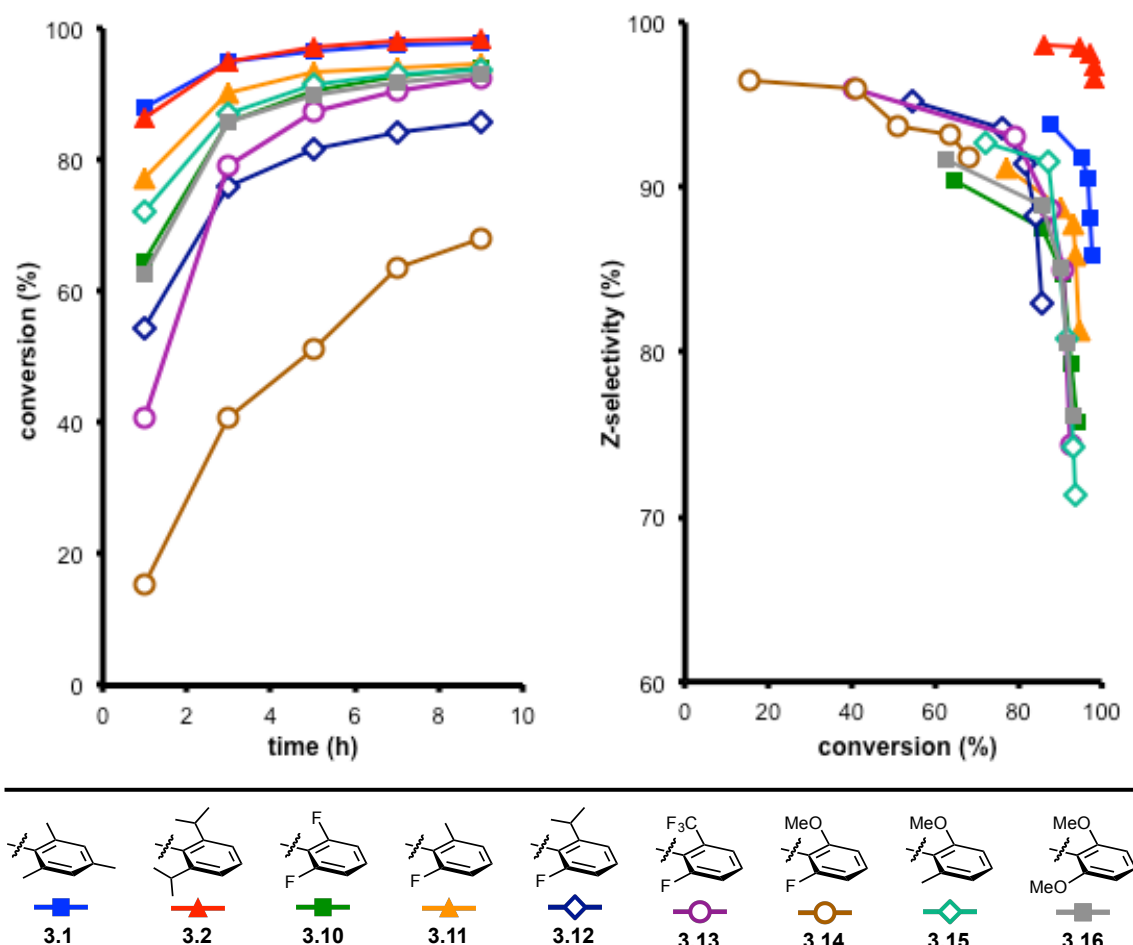 100
80
60
40
20
0
0 2 4 6 8 10
conversion (%)
time (h)
100
90
80
70
60
0 20 40 60 80 100
Z-selectivity (%)
conversion (%)
F
F
F
F
F3C
F
MeO
F
MeO
MeO
MeO
3.1 3.2 3.10 3.11 3.12 3.13 3.14 3.15 3.16